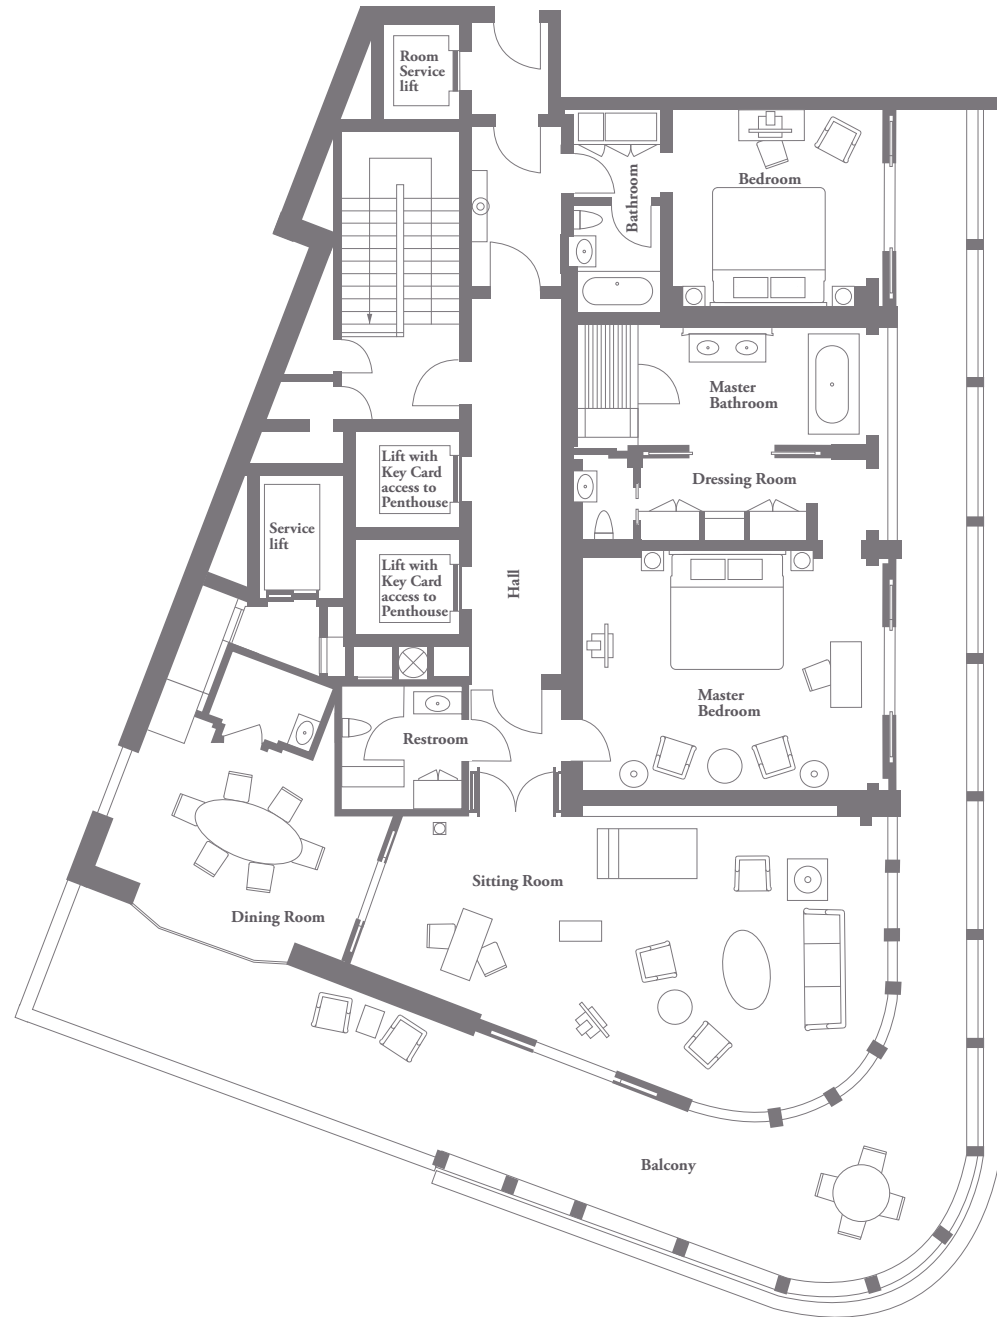 Room
Service
lift
Bedroom
Bathroom
Master
Bathroom
Lift with
Key Card
access to
Penthouse
Dressing Room
Service
lift
Lift with
Key Card
access to
Penthouse
Hall
Master
Bedroom
Restroom
Sitting Room
Dining Room
Balcony